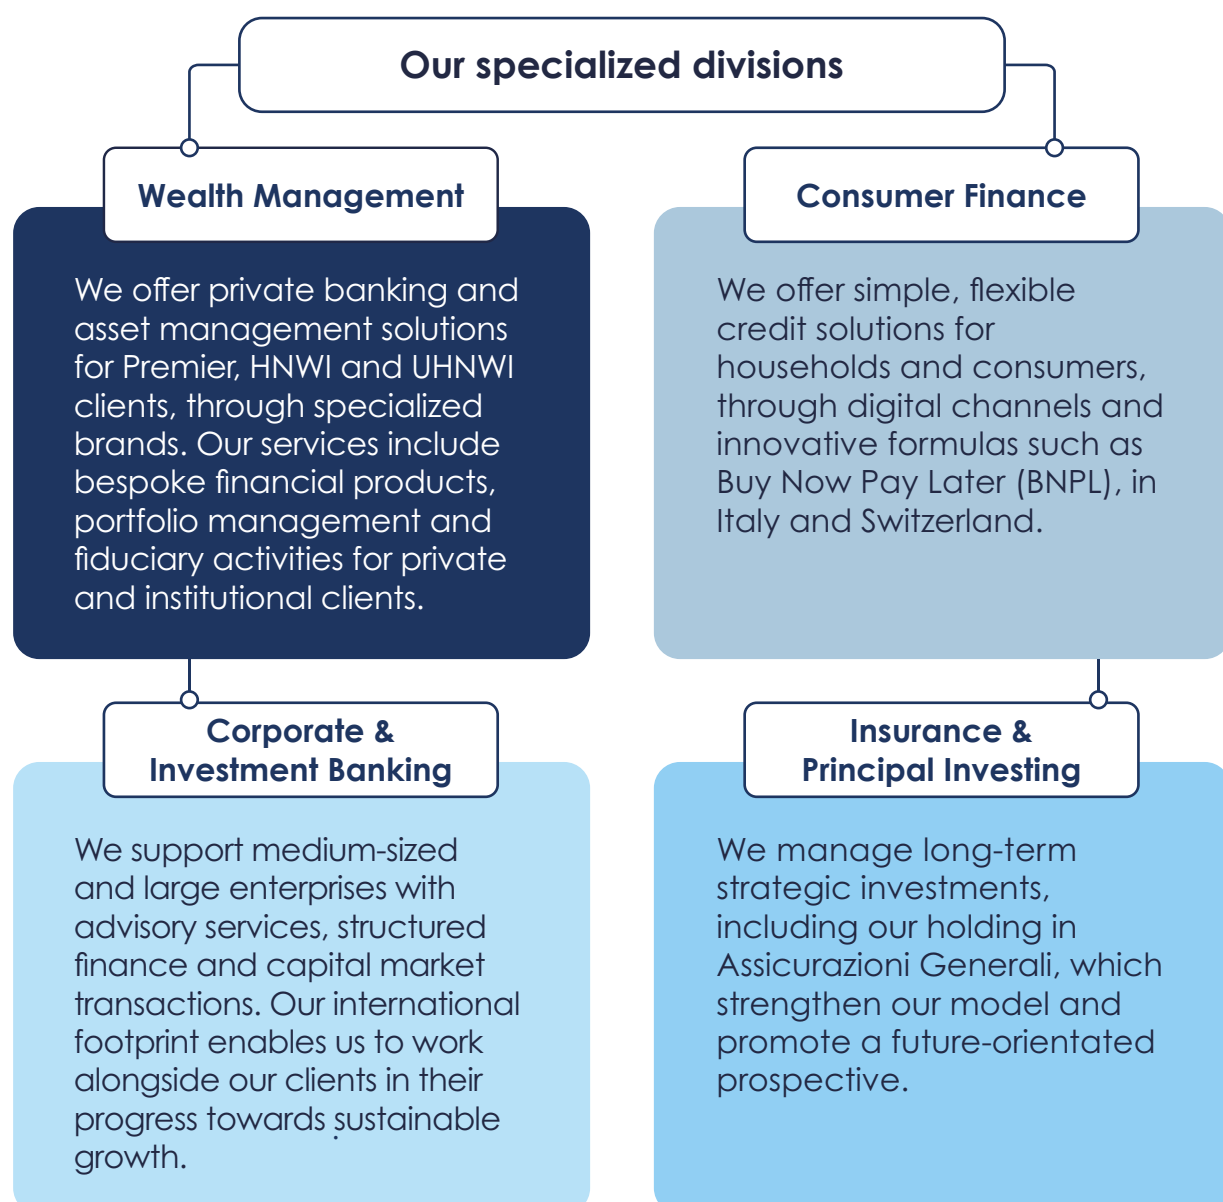 Our specialized divisions
Wealth Management
We offer private banking and
asset management solutions
for Premier, HNWI and UHNWI
clients, through specialized
brands. Our services include
bespoke financial products,
portfolio management and
fiduciary activities for private
and institutional clients.
Consumer Finance
We offer simple, flexible
credit solutions for
households and consumers,
through digital channels and
innovative formulas such as
Buy Now Pay Later (BNPL), in
Italy and Switzerland.
Corporate &
Investment Banking
We support medium-sized
and large enterprises with
advisory services, structured
finance and capital market
transactions. Our international
footprint enables us to work
alongside our clients in their
progress towards sustainable
growth.
Insurance &
Principal Investing
We manage long-term
strategic investments,
including our holding in
Assicurazioni Generali, which
strengthen our model and
promote a future-orientated
prospective.